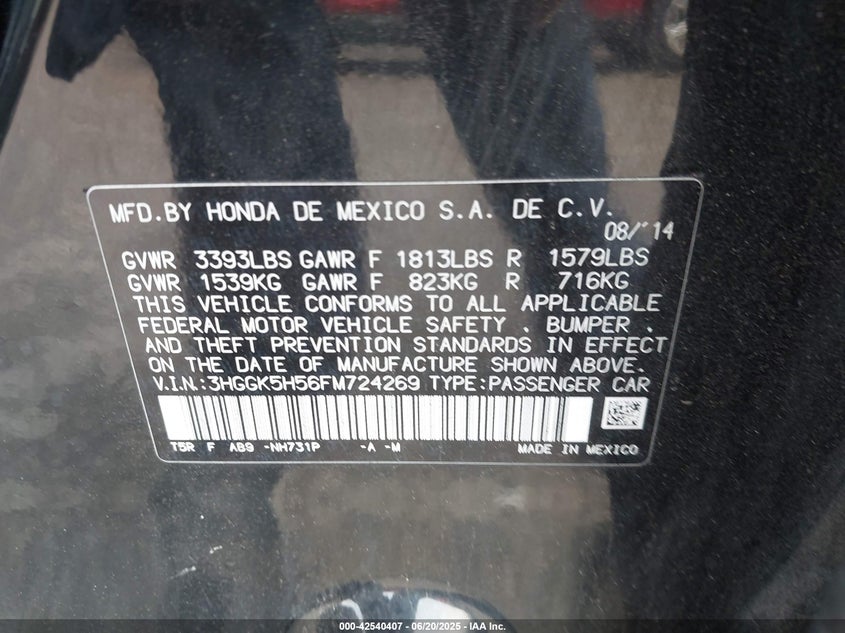 MFD.BY HONDA DE MEXICO S.A. DE C.V.
08/'14
GVWR 3393LBS GAWR F 1813LBS R 1579LBS
GVWR 1539KG GAWR F 823KG R 716KG
THIS VEHICLE CONFORMS TO ALL APPLICABLE
FEDERAL MOTOR VEHICLE SAFETY . BUMPER .
AND THEFT PREVENTION STANDARDS IN EFFECT
ON THE DATE OF MANUFACTURE SHOWN ABOVE.
V.I.N.:3HGGK5H56FM724269 TYPE:PASSENGER CAR
T5R F AB9 -NH731P -A -M MADE IN MEXICO
000-42540407 - 06/20/2025 - IAA Inc.